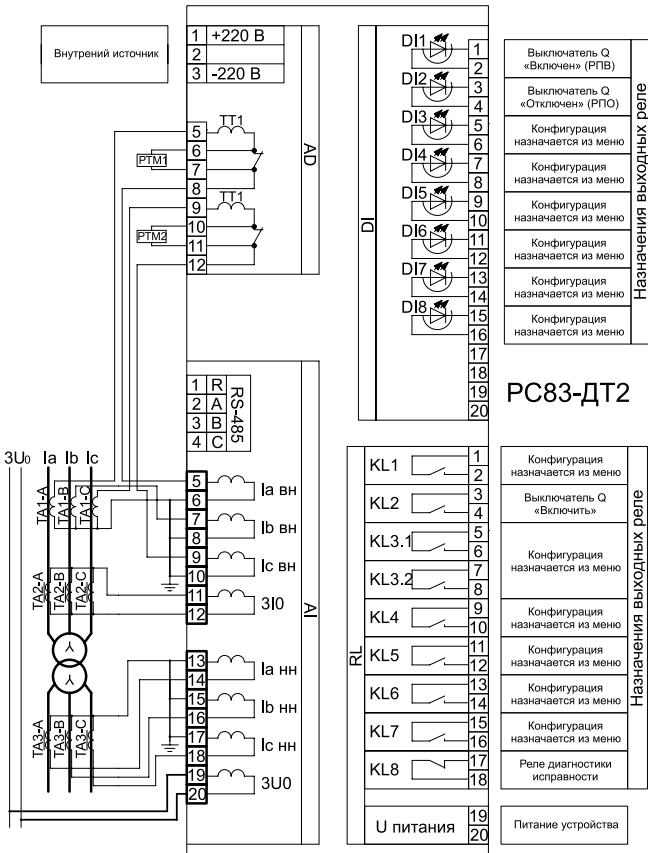 Внутрений источник
1 +220 В
2
3 -220 В
5
6
7
8
9
10
11
12
ТТ1
РТМ1
ТТ1
РТМ2
AD
DI1
DI2
DI3
DI4
DI5
DI6
DI7
DI8
DI
1
2
3
4
5
6
7
8
9
10
11
12
13
14
15
16
17
18
19
20
Выключатель Q
«Включен» (РПВ)
Выключатель Q
«Отключен» (РПО)
Конфигурация
назначается из меню
Конфигурация
назначается из меню
Конфигурация
назначается из меню
Конфигурация
назначается из меню
Конфигурация
назначается из меню
Конфигурация
назначается из меню
Назначения выходных реле
РС83-ДТ2
1 R
2 A
3 B
4 C
RS-485
3U0 Ia Ib Ic
TA1-A
TA1-B
TA1-C
TA2-A
TA2-B
TA2-C
TA3-A
TA3-B
TA3-C
5
6
7
8
9
10
11
12
13
14
15
16
17
18
19
20
Ia вн
Ib вн
Ic вн
3I0
Ia нн
Ib нн
Ic нн
3U0
AI
RL
KL1
KL2
KL3.1
KL3.2
KL4
KL5
KL6
KL7
KL8
U питания
1
2
3
4
5
6
7
8
9
10
11
12
13
14
15
16
17
18
19
20
Конфигурация
назначается из меню
Выключатель Q
«Включить»
Конфигурация
назначается из меню
Конфигурация
назначается из меню
Конфигурация
назначается из меню
Конфигурация
назначается из меню
Конфигурация
назначается из меню
Реле диагностики
исправности
Питание устройства
Назначения выходных реле